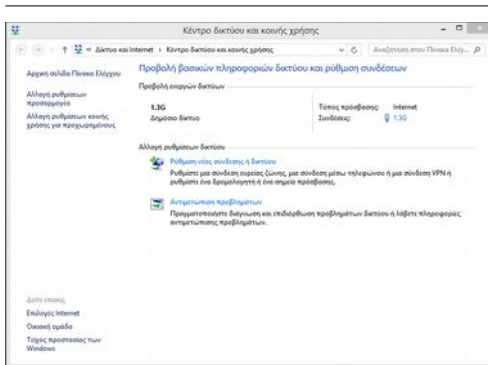 Κέντρο δικτύου και κοινής χρήσης
« Δίκτυο και Internet › Κέντρο δικτύου και κοινής χρήσης
Αναζήτηση στον Πίνακα Ελέγ...
Αρχική σελίδα Πίνακα Ελέγχου
Αλλαγή ρυθμίσεων
προσαρμογέα
Αλλαγή ρυθμίσεων κοινής
χρήσης για προχωρημένους
Προβολή βασικών πληροφοριών δικτύου και ρύθμιση συνδέσεων
Προβολή ενεργών δικτύων
1.3G
Δημόσιο δίκτυο
Τύπος πρόσβασης: Internet
Συνδέσεις: 1.3G
Αλλαγή ρυθμίσεων δικτύου
Ρύθμιση νέας σύνδεσης ή δικτύου
Ρυθμίστε μια σύνδεση ευρείας ζώνης, μια σύνδεση μέσω τηλεφώνου ή μια σύνδεση VPN ή
ρυθμίστε ένα δρομολογητή ή ένα σημείο πρόσβασης.
Αντιμετώπιση προβλημάτων
Πραγματοποιήστε διάγνωση και επιδιόρθωση προβλημάτων δικτύου ή λάβετε πληροφορίες
αντιμετώπισης προβλημάτων.
Δείτε επίσης
Επιλογές Internet
Οικιακή ομάδα
Τείχος προστασίας των
Windows